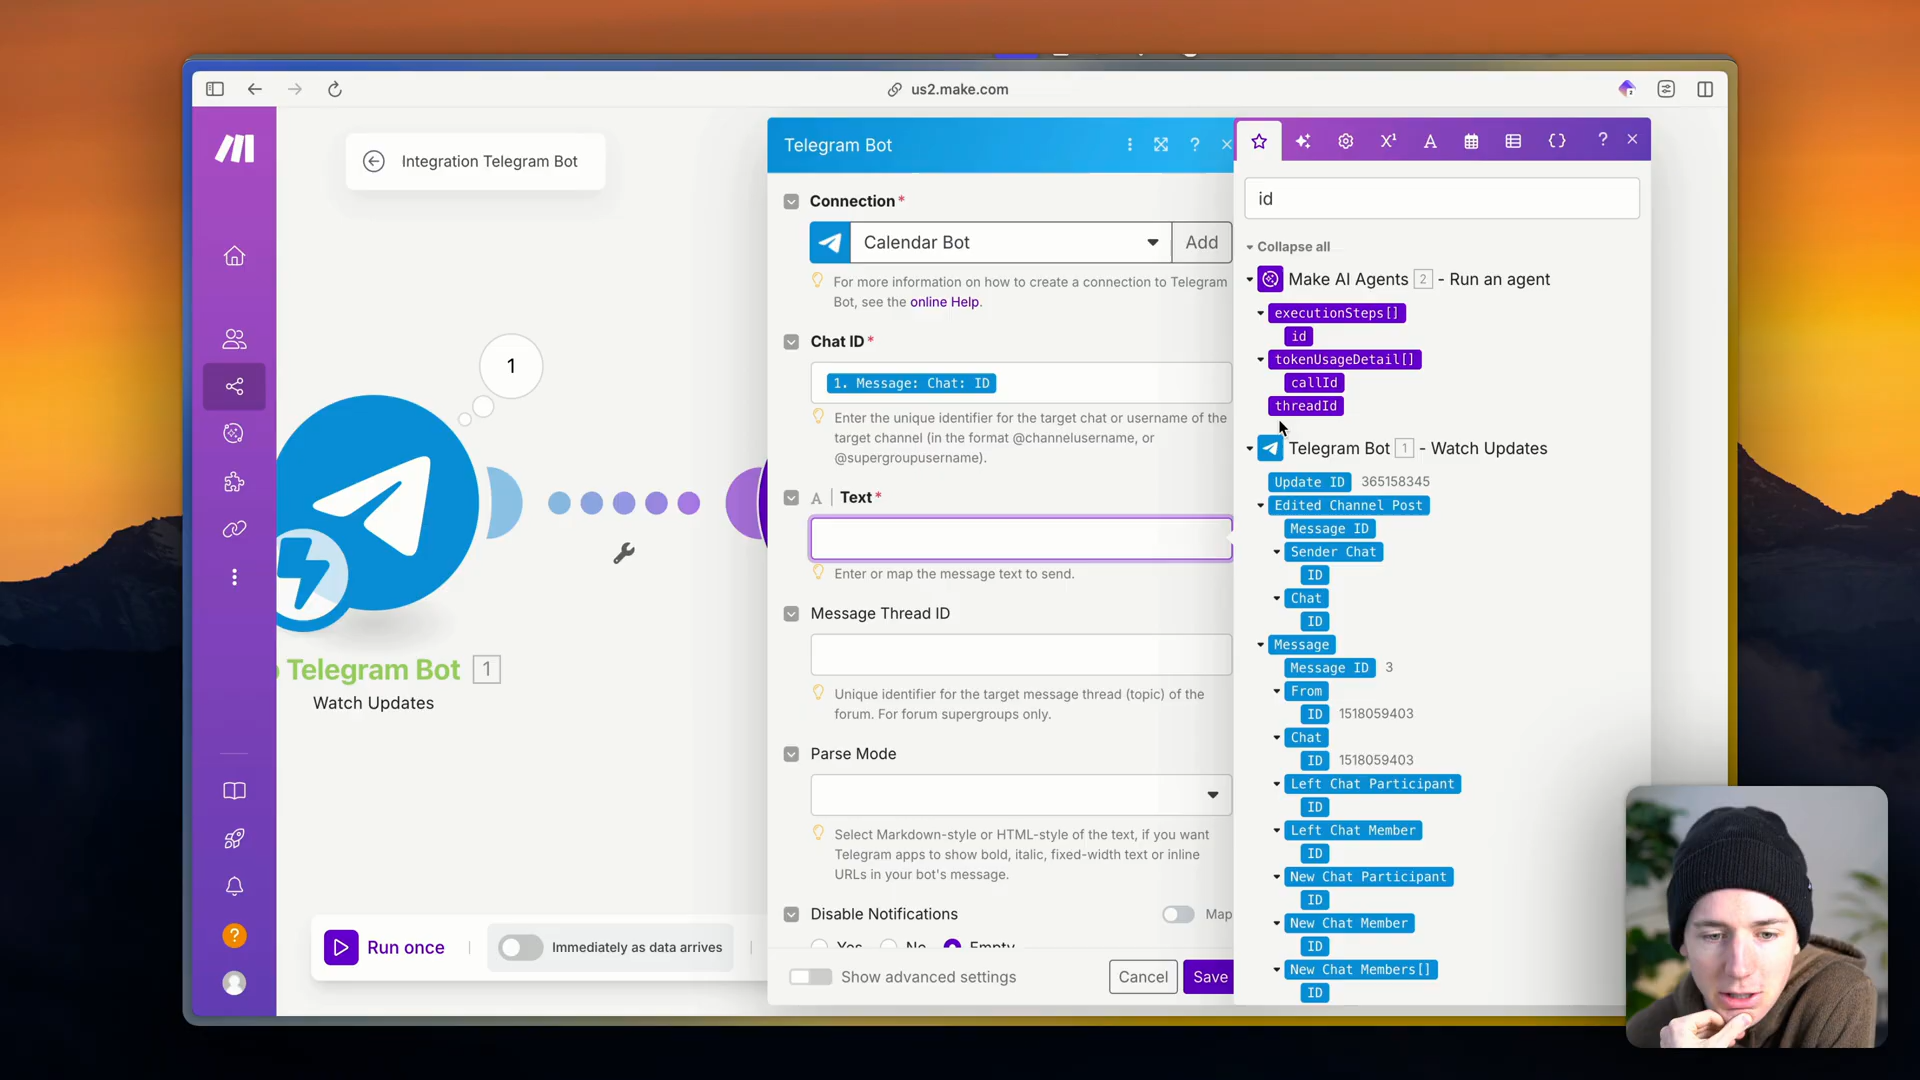 us2.make.com
Integration Telegram Bot
1
Telegram Bot 1
Watch Updates
Run once
Immediately as data arrives
Telegram Bot
?
Connection *
Calendar Bot
Add
For more information on how to create a connection to Telegram
Bot, see the online Help.
Chat ID *
1. Message: Chat: ID
Enter the unique identifier for the target chat or username of the
target channel (in the format @channelusername, or
@supergroupusername).
A Text *
Enter or map the message text to send.
Message Thread ID
Unique identifier for the target message thread (topic) of the
forum. For forum supergroups only.
Parse Mode
Select Markdown-style or HTML-style of the text, if you want
Telegram apps to show bold, italic, fixed-width text or inline
URLs in your bot's message.
Disable Notifications
Map
Yes No Empty
Show advanced settings
Cancel
Save
X¹ A {} ?
id
Collapse all
Make AI Agents 2 - Run an agent
executionSteps[]
id
tokenUsageDetail[]
callId
threadId
Telegram Bot 1 - Watch Updates
Update ID 365158345
Edited Channel Post
Message ID
Sender Chat
ID
Chat
ID
Message
Message ID 3
From
ID 1518059403
Chat
ID 1518059403
Left Chat Participant
ID
Left Chat Member
ID
New Chat Participant
ID
New Chat Member
ID
New Chat Members[]
ID
?